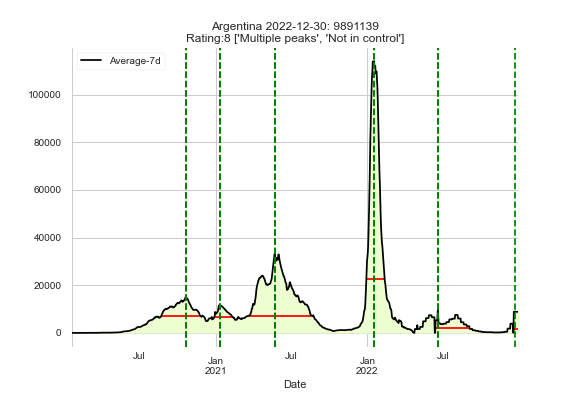 Argentina 2022-12-30: 9891139
Rating:8 ['Multiple peaks', 'Not in control']
Average-7d
100000
80000
60000
40000
20000
0
Jul
Jan
2021
Jul
Jan
2022
Jul
Date